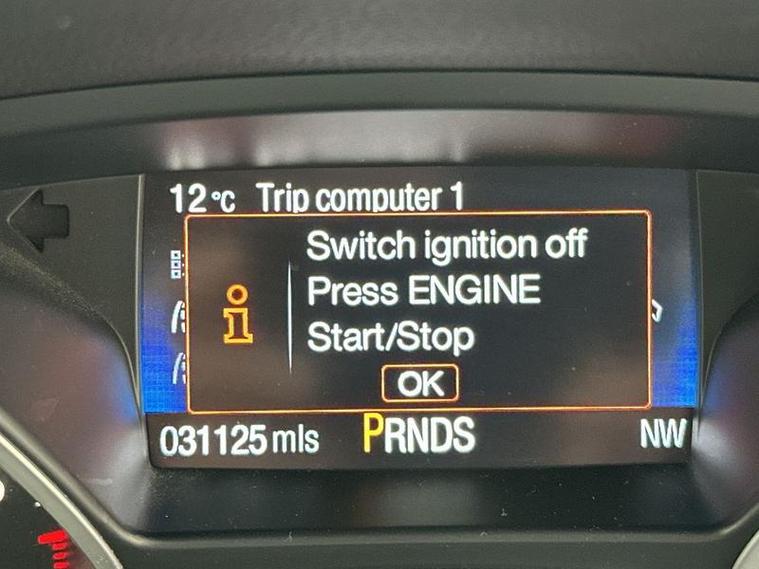 12°C Trip computer 1
Switch ignition off
Press ENGINE
Start/Stop
OK
031125 mls PRNDS NW